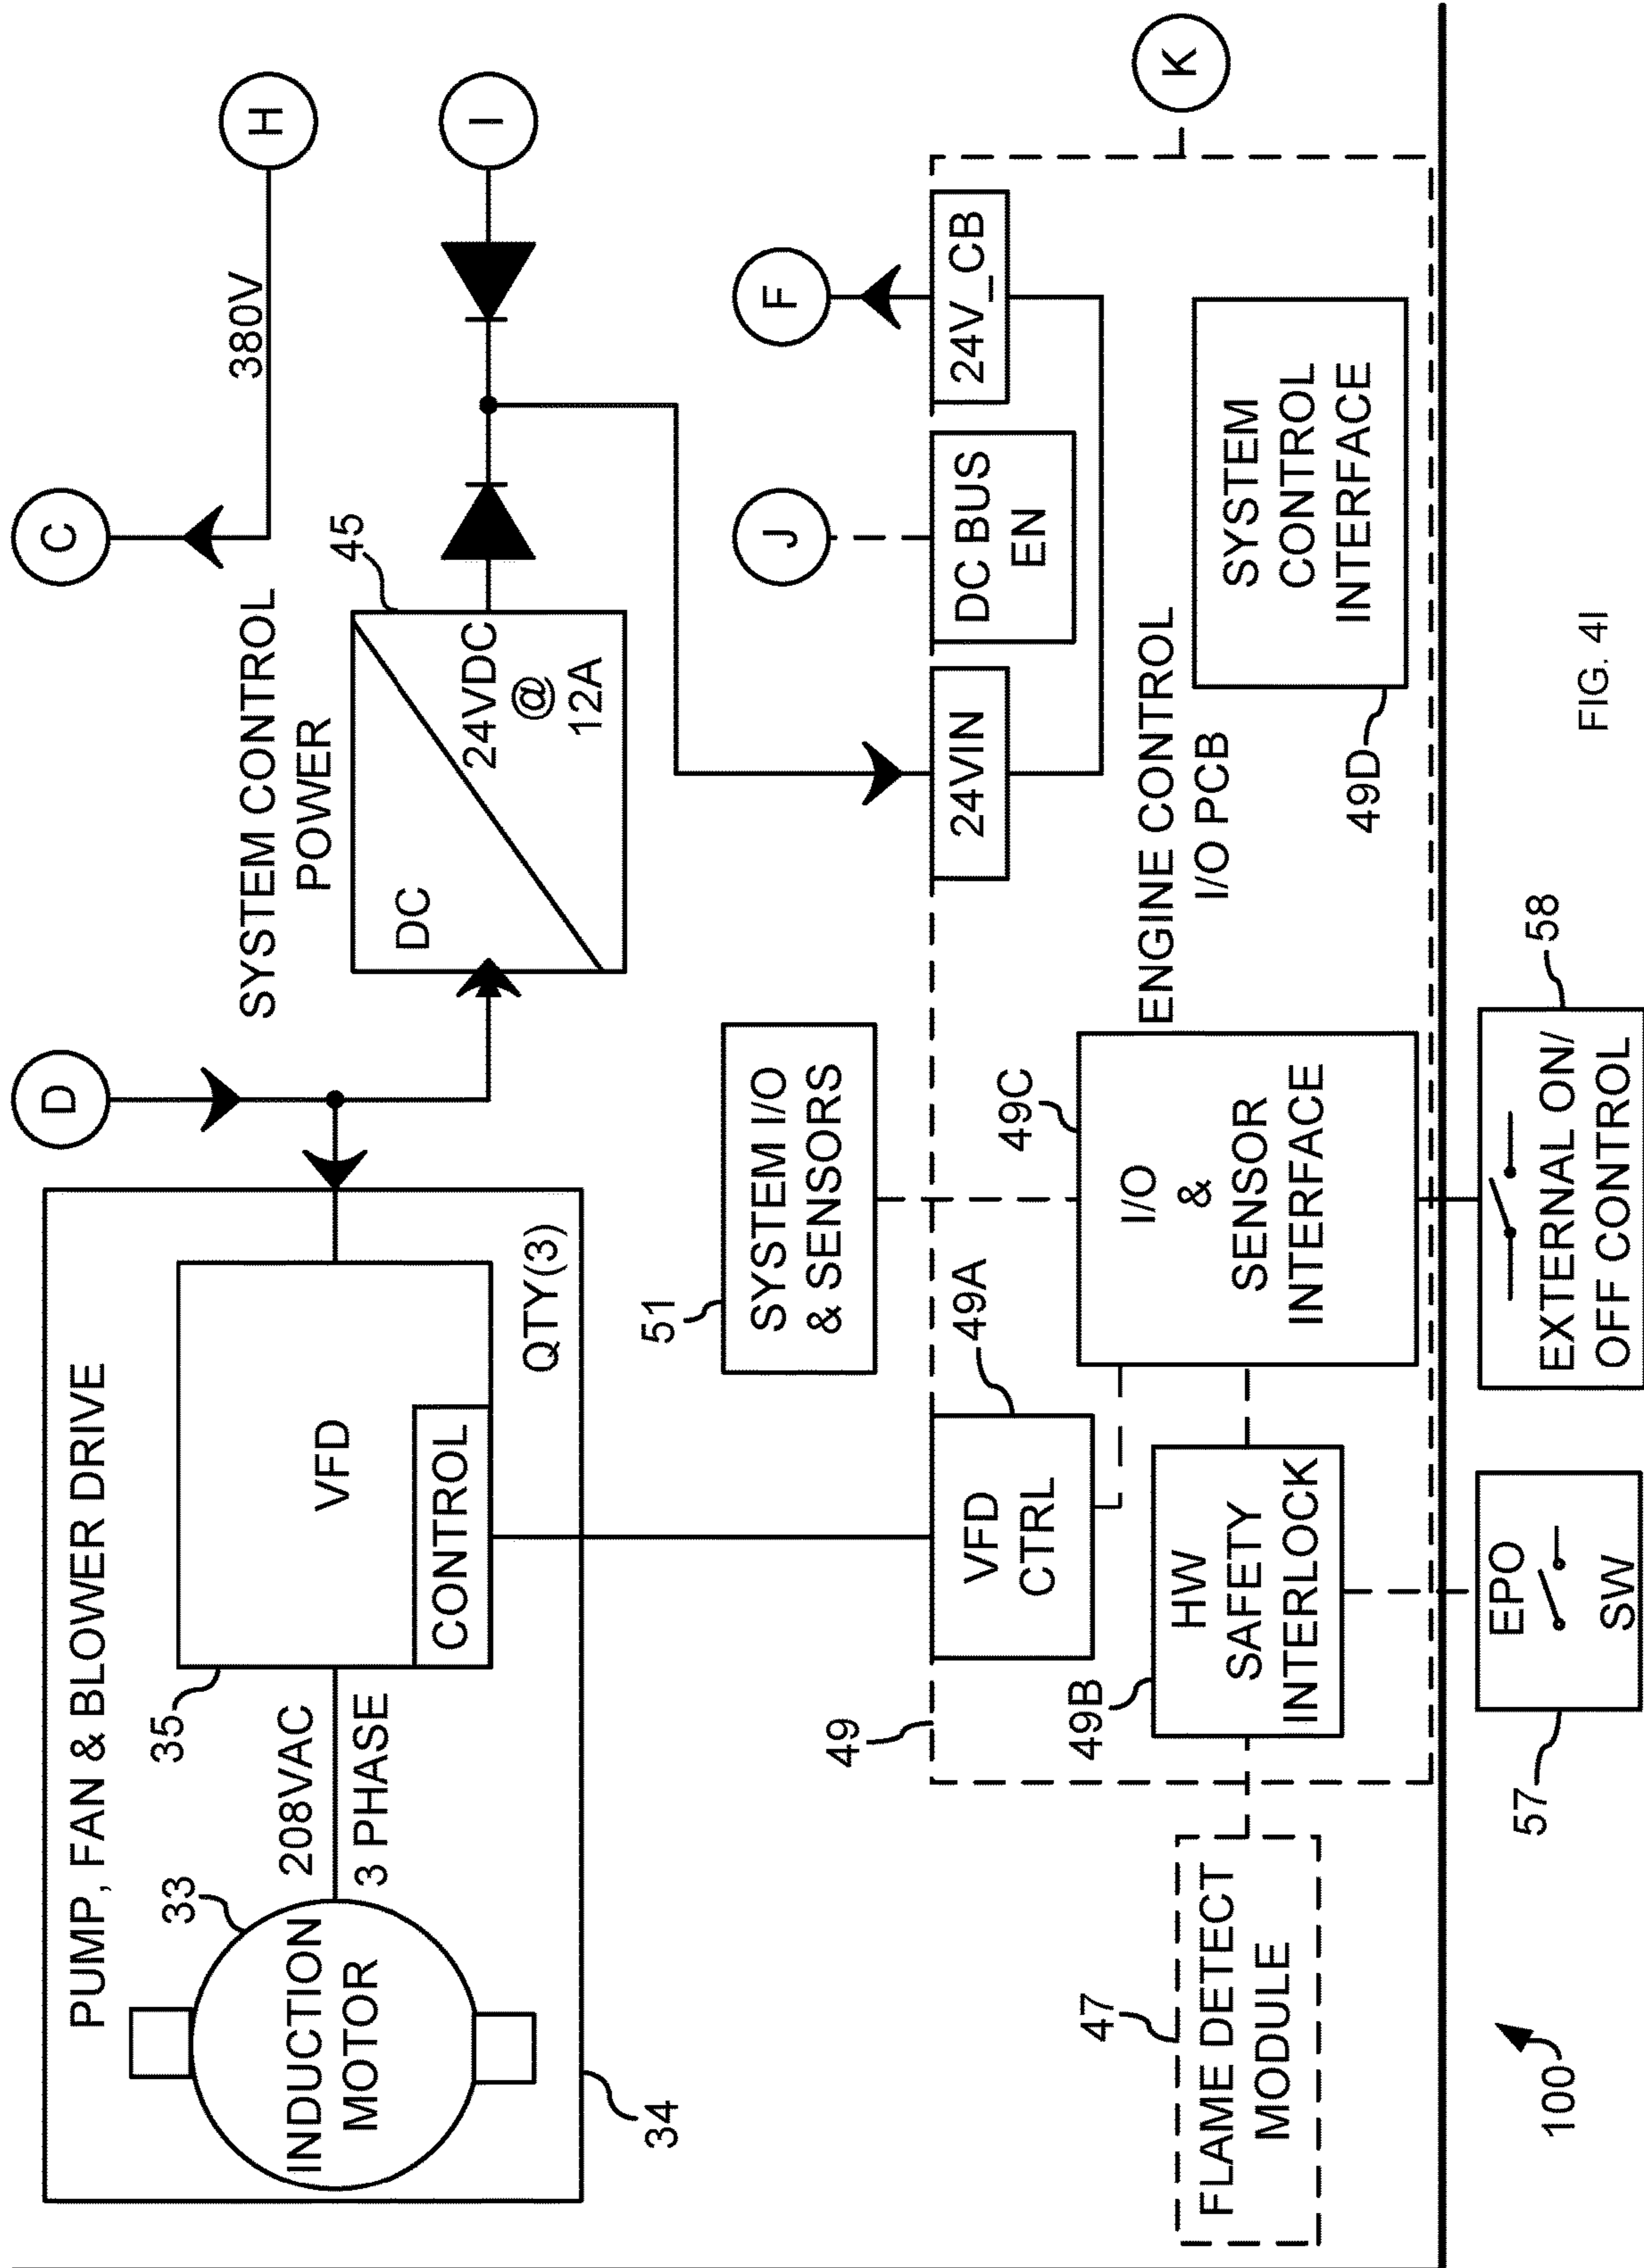 C
H
D
380V
I
PUMP, FAN & BLOWER DRIVE
33
INDUCTION
MOTOR
208VAC
3 PHASE
35
VFD
CONTROL
QTY(3)
34
SYSTEM CONTROL
POWER
45
DC
24VDC
@
12A
51
SYSTEM I/O
& SENSORS
J
F
K
49
49A
VFD
CTRL
24VIN
DC BUS
EN
24V_CB
49B
HW
SAFETY
INTERLOCK
49C
I/O
&
SENSOR
INTERFACE
ENGINE CONTROL
I/O PCB
SYSTEM
CONTROL
INTERFACE
49D
47
FLAME DETECT
MODULE
57
EPO
SW
58
EXTERNAL ON/
OFF CONTROL
100
FIG. 4I